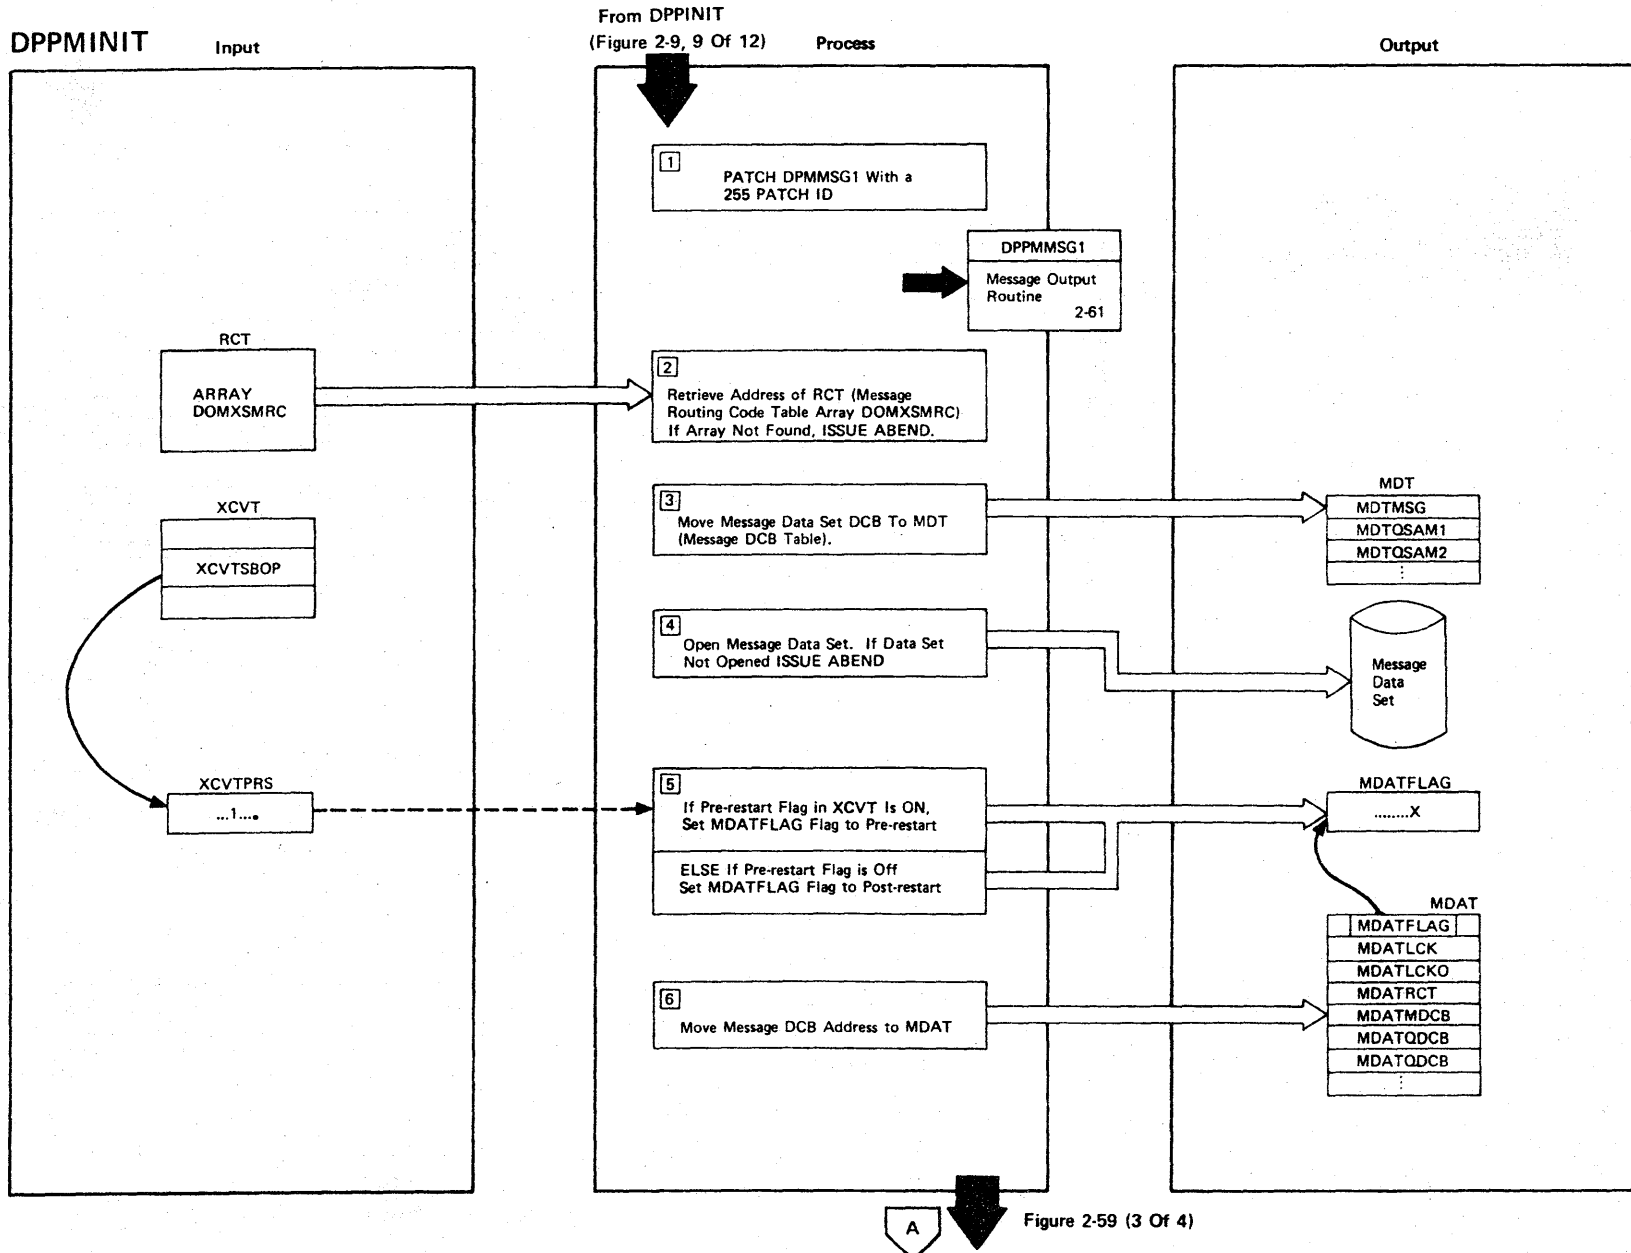 DPPMINIT
Input
From DPPINIT
(Figure 2-9, 9 Of 12)
Process
Output
1
PATCH DPMMSG1 With a
255 PATCH ID
DPPMMSG1
Message Output
Routine
2-61
RCT
ARRAY
DOMXSMRC
2
Retrieve Address of RCT (Message
Routing Code Table Array DOMXSMRC)
If Array Not Found, ISSUE ABEND.
XCVT
XCVTSBOP
3
Move Message Data Set DCB To MDT
(Message DCB Table).
MDT
MDTMSG
MDTQSAM1
MDTQSAM2
4
Open Message Data Set. If Data Set
Not Opened ISSUE ABEND
Message
Data
Set
XCVTPRS
...1....
5
If Pre-restart Flag in XCVT Is ON,
Set MDATFLAG Flag to Pre-restart
ELSE If Pre-restart Flag is Off
Set MDATFLAG Flag to Post-restart
MDATFLAG
........X
MDAT
MDATFLAG
MDATLCK
MDATLCKO
MDATRCT
MDATMDCB
MDATQDCB
MDATQDCB
6
Move Message DCB Address to MDAT
A
Figure 2-59 (3 Of 4)